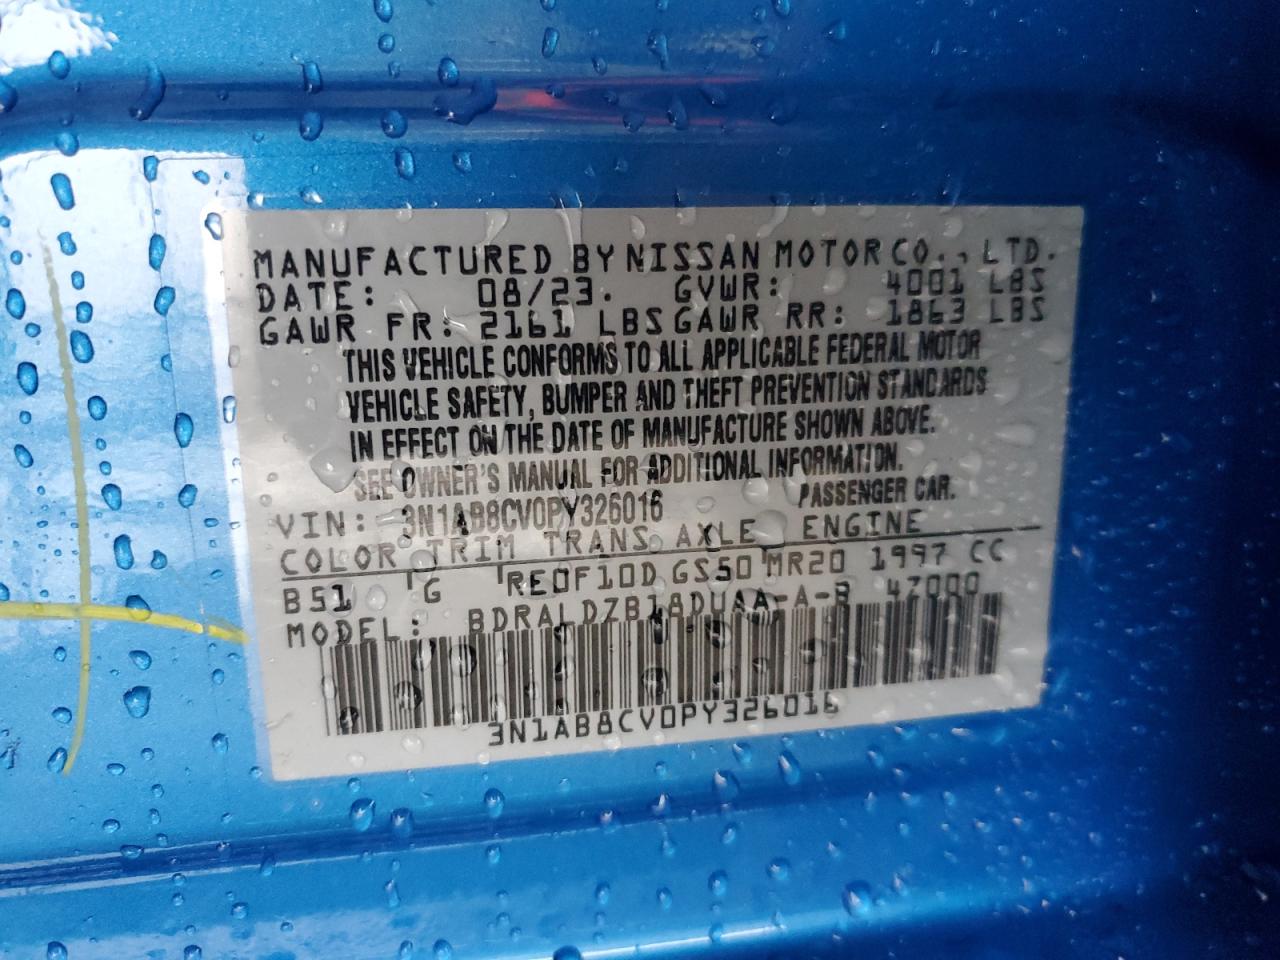 MANUFACTURED BY NISSAN MOTOR CO., LTD.
DATE: 08/23. GVWR: 4001 LBS
GAWR FR: 2161 LBS GAWR RR: 1863 LBS
THIS VEHICLE CONFORMS TO ALL APPLICABLE FEDERAL MOTOR
VEHICLE SAFETY, BUMPER AND THEFT PREVENTION STANDARDS
IN EFFECT ON THE DATE OF MANUFACTURE SHOWN ABOVE.
SEE OWNER'S MANUAL FOR ADDITIONAL INFORMATION.
VIN: 3N1AB8CV0PY326016 PASSENGER CAR.
COLOR TRIM TRANS AXLE ENGINE
B51 G RE0F10D GS50 MR20 1997 CC
MODEL: BDRALDZB18DUAA-A-B 47000
3N1AB8CV0PY326016